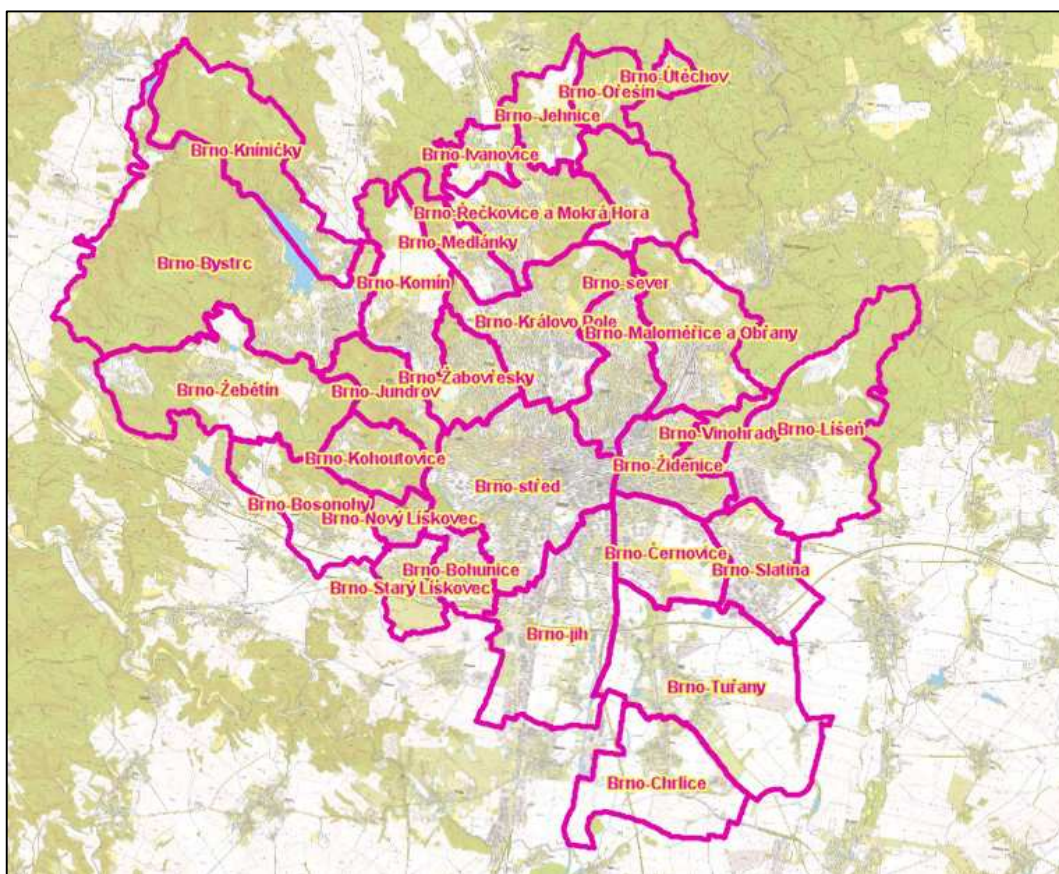 Brno-Útěchov
Brno-Ořešín
Brno-Jehnice
Brno-Ivanovice
Brno-Kníničky
Brno-Řečkovice a Mokrá Hora
Brno-Medlánky
Brno-Bystrc
Brno-Komín
Brno-sever
Brno-Královo Pole
Brno-Maloměřice a Obřany
Brno-Žabovřesky
Brno-Žebětín
Brno-Jundrov
Brno-Vinohrady
Brno-Líšeň
Brno-Kohoutovice
Brno-Židenice
Brno-střed
Brno-Bosonohy
Brno-Nový Lískovec
Brno-Černovice
Brno-Bohunice
Brno-Slatina
Brno-Starý Lískovec
Brno-jih
Brno-Tuřany
Brno-Chrlice